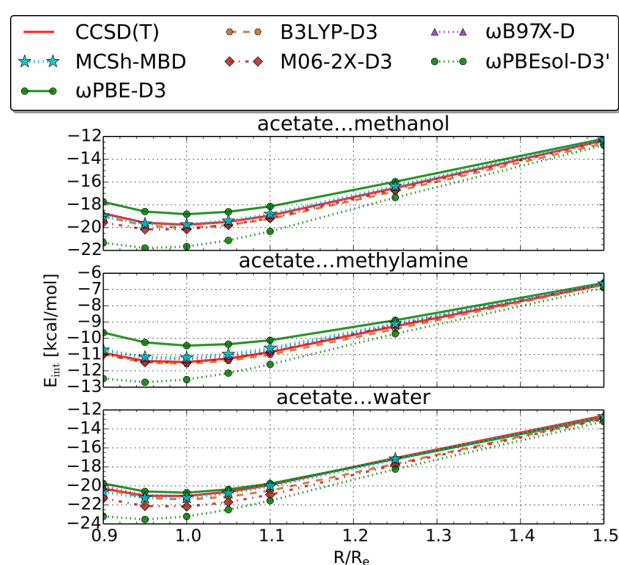 CCSD(T) B3LYP-D3 ωB97X-D
MCSh-MBD M06-2X-D3 ωPBEsol-D3'
ωPBE-D3
acetate...methanol
−12
−14
−16
−18
−20
−22
acetate...methylamine
−6
−7
−8
−9
−10
−11
−12
−13
E_int [kcal/mol]
acetate...water
−12
−14
−16
−18
−20
−22
−24
0.9 1.0 1.1 1.2 1.3 1.4 1.5
R/R_e